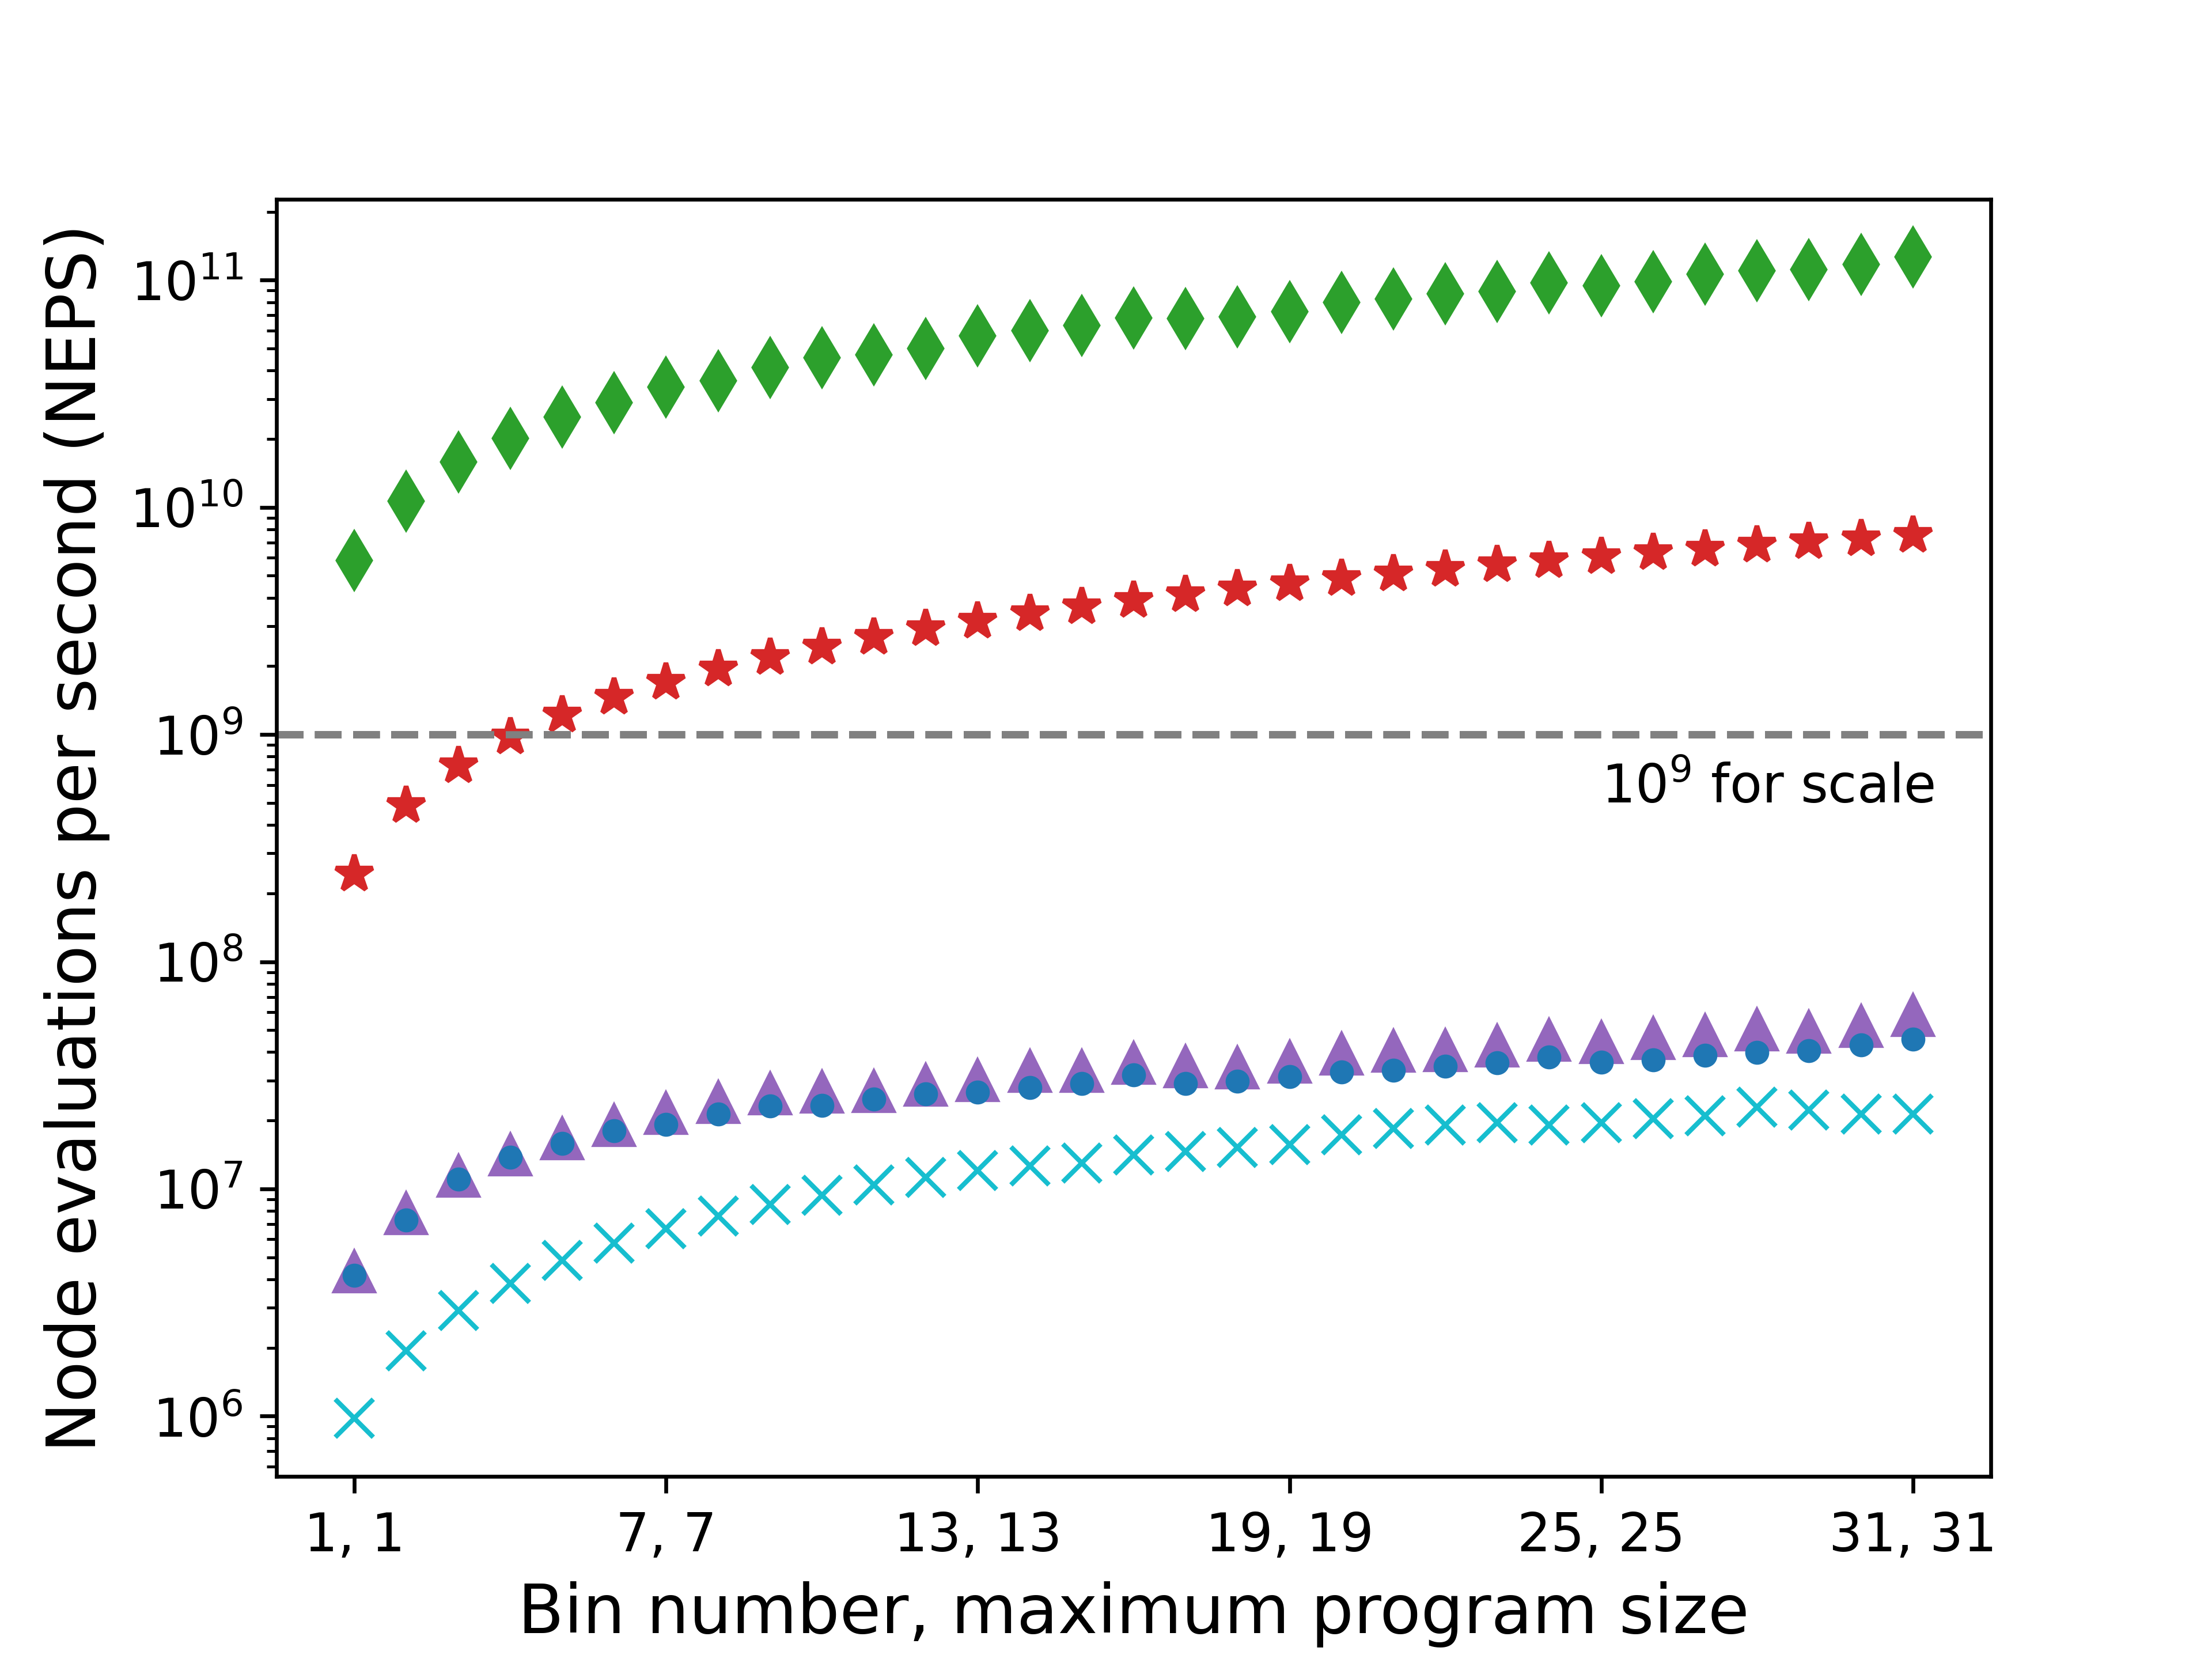 Node evaluations per second (NEPS)
10¹¹
10¹⁰
10⁹
10⁸
10⁷
10⁶
10⁹ for scale
1, 1 7, 7 13, 13 19, 19 25, 25 31, 31
Bin number, maximum program size